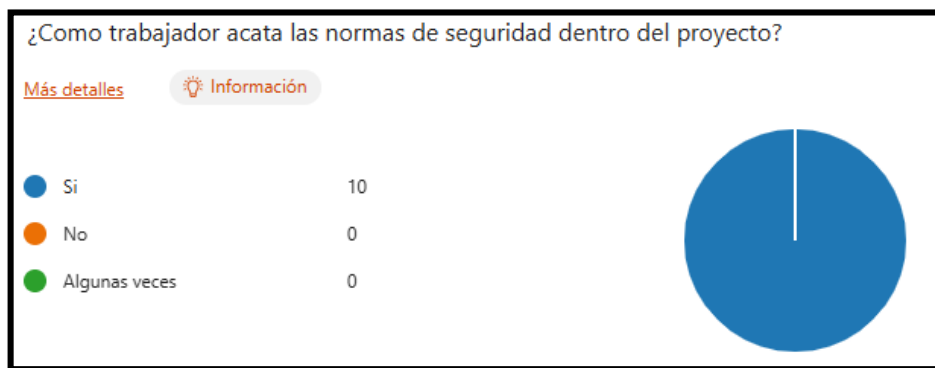 ¿Como trabajador acata las normas de seguridad dentro del proyecto?
Más detalles Información
Si 10
No 0
Algunas veces 0